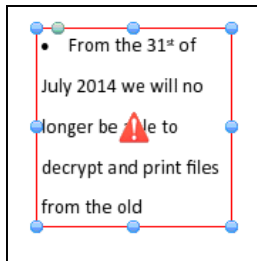 • From the 31st of
July 2014 we will no
longer be able to
decrypt and print files
from the old